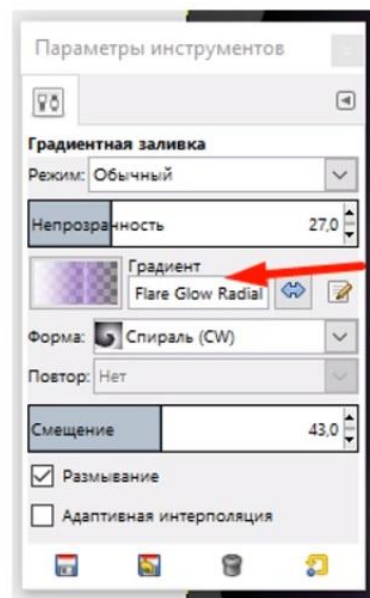 Параметры инструментов
Градиентная заливка
Режим: Обычный
Непрозрачность 27,0
Градиент
Flare Glow Radial
Форма: Спираль (CW)
Повтор: Нет
Смещение 43,0
Размывание
Адаптивная интерполяция